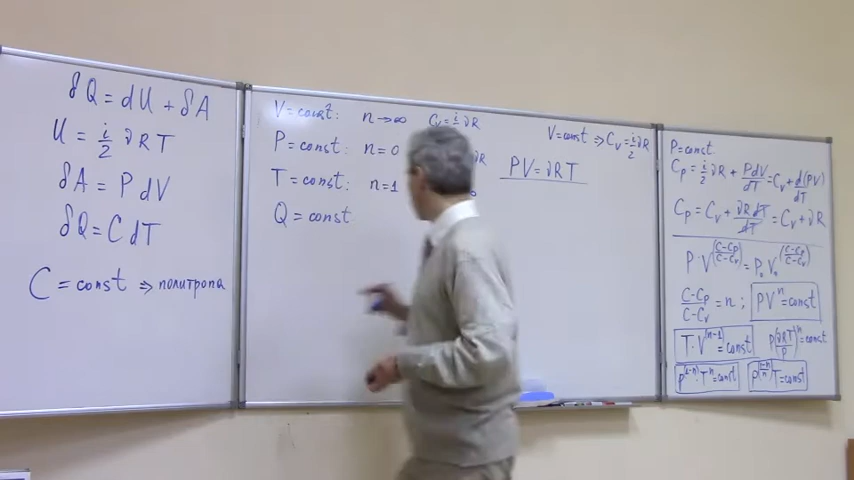 δQ = dU + δA
U = i/2 νRT
δA = P dV
δQ = C dT
C = const ⇒ политропа
V = const: n → ∞ C_V = i/2 νR
P = const: n = 0 νR
T = const: n = 1
Q = const
V = const ⇒ C_V = i/2 νR
PV = νRT
P = const
C_P = i/2 νR + PdV/dT = C_V + d(PV)/dT
C_P = C_V + νRdT/dT = C_V + νR
P·V^((C-C_P)/(C-C_V)) = P₀V₀^((C-C_P)/(C-C_V))
(C-C_P)/(C-C_V) = n; PV^n = const
T·V^(n-1) = const P(νRT/P)^n = const
P^(1-n)·T^n = const P^((1-n)/n) T = const